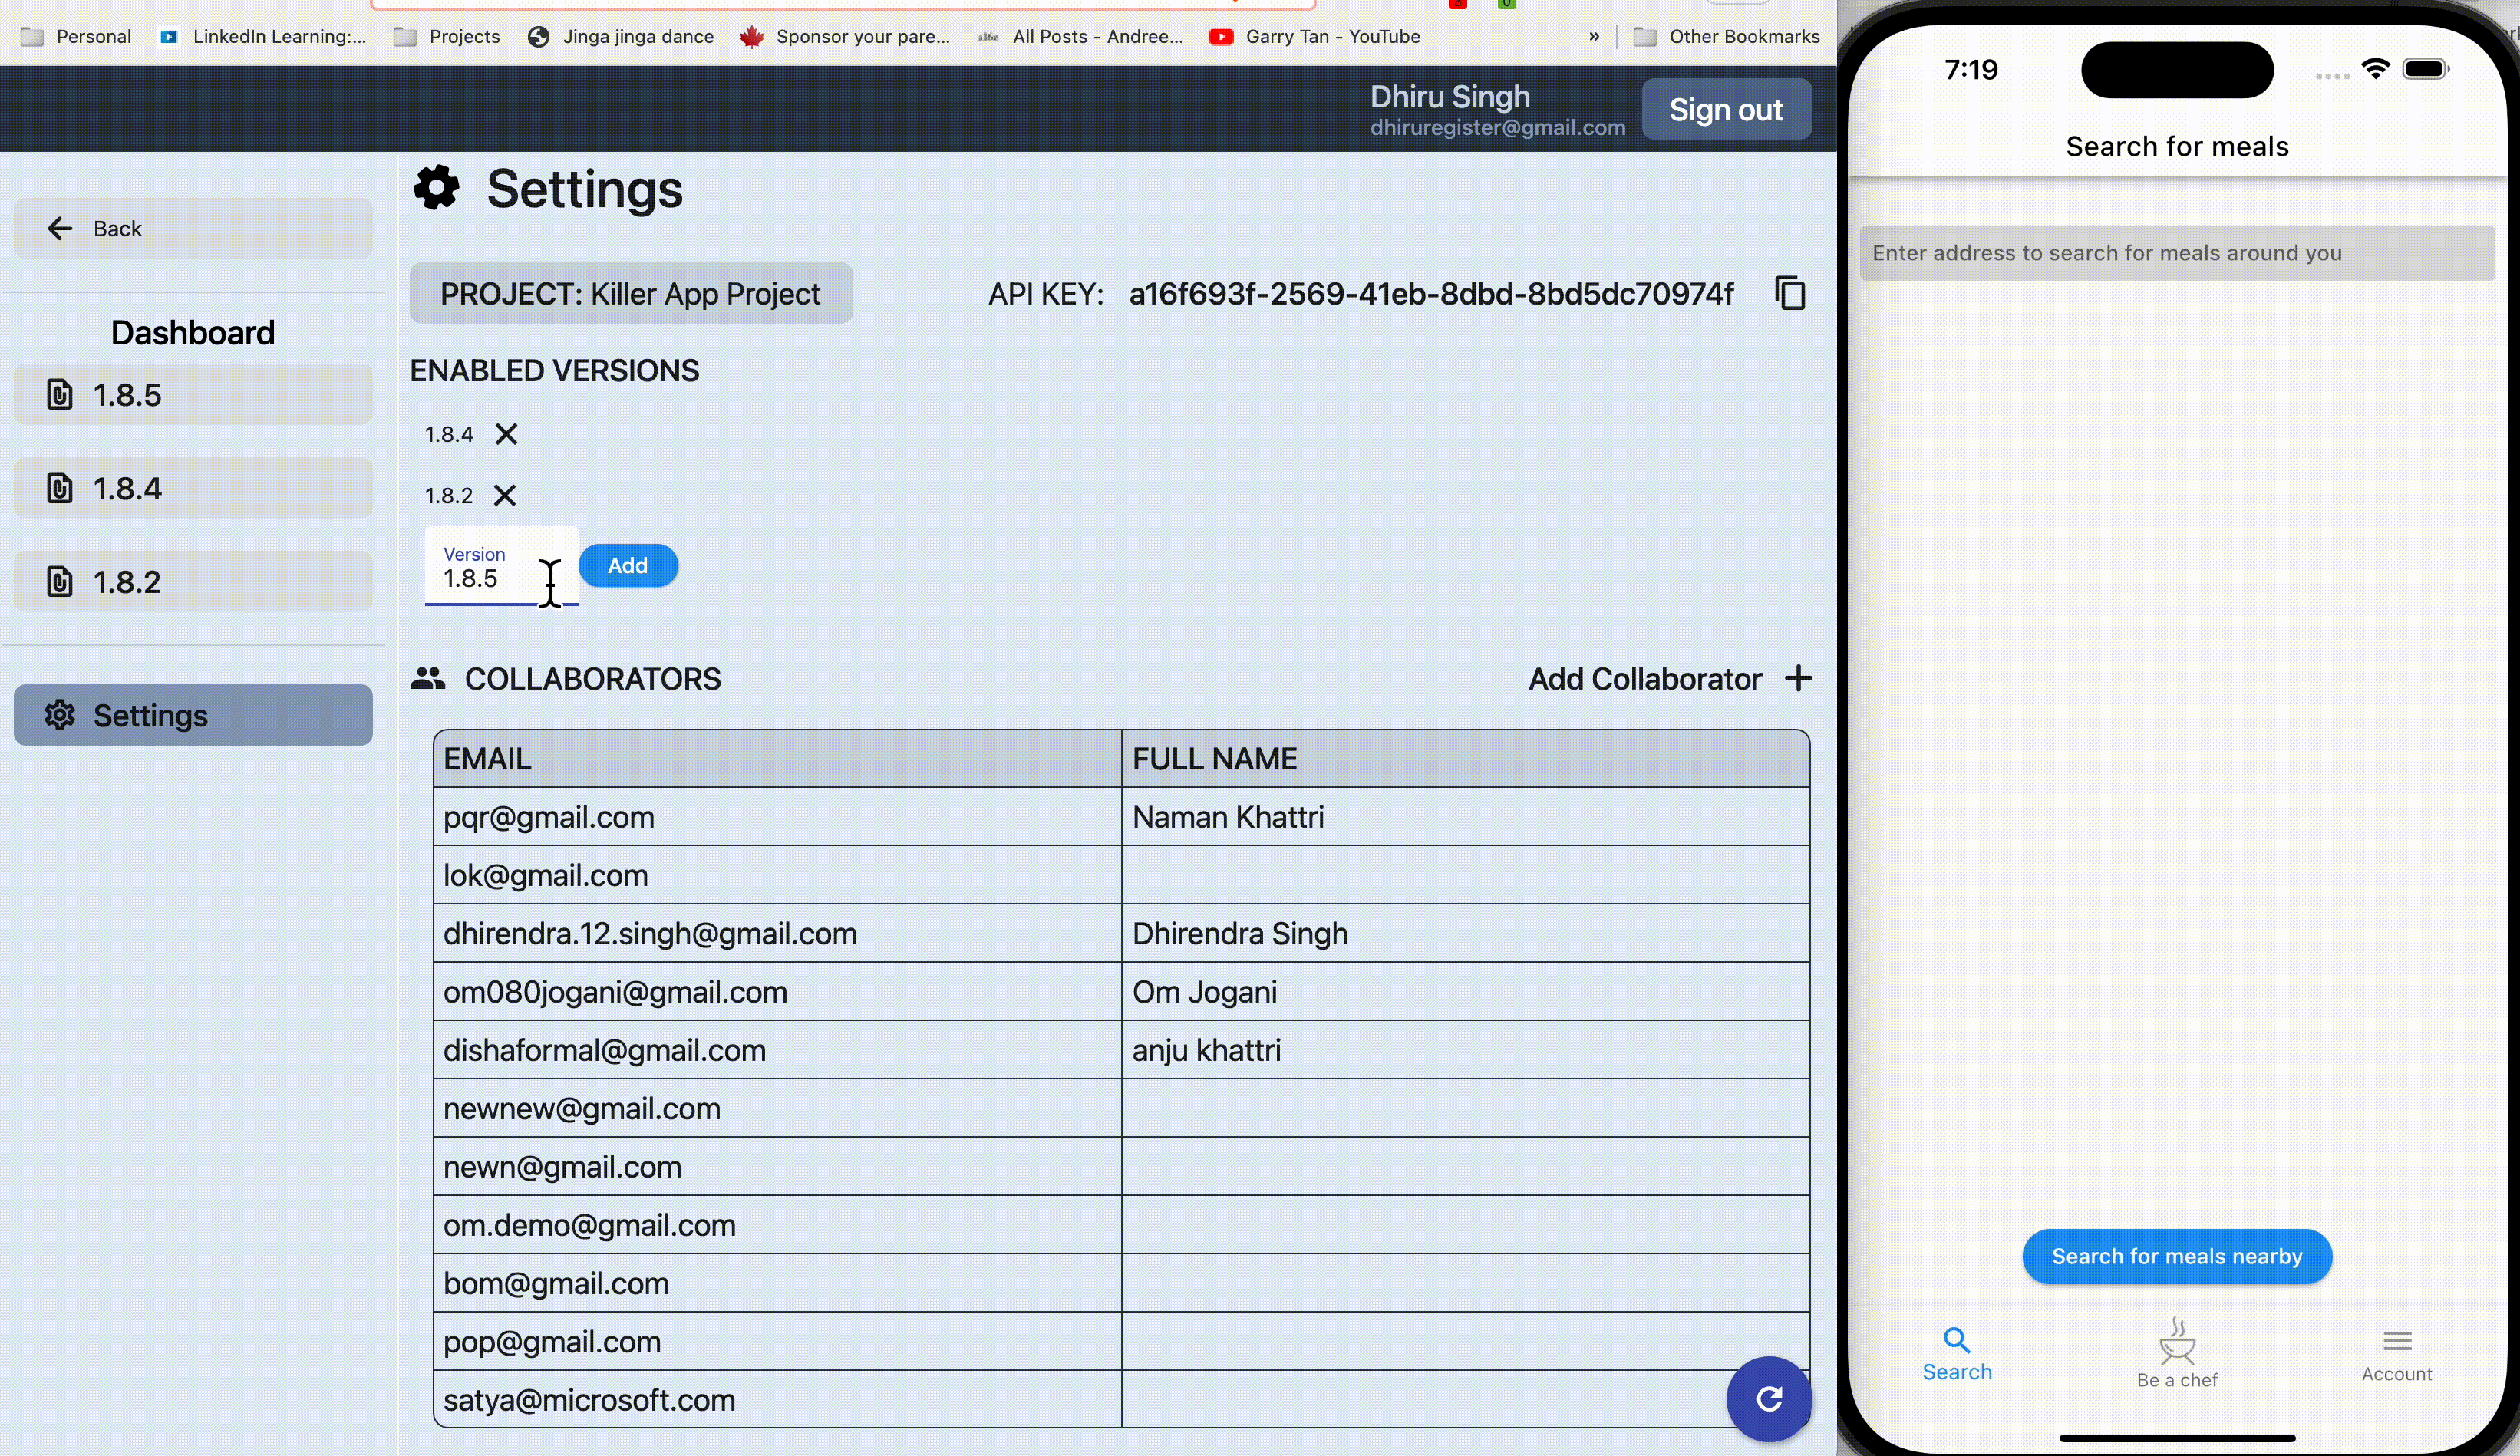 Personal
LinkedIn Learning:...
Projects
Jinga jinga dance
Sponsor your pare...
a16z
All Posts - Andree...
Garry Tan - YouTube
»
Other Bookmarks
Dhiru Singh
dhiruregister@gmail.com
Sign out
Back
Dashboard
1.8.5
1.8.4
1.8.2
Settings
Settings
PROJECT: Killer App Project
API KEY: a16f693f-2569-41eb-8dbd-8bd5dc70974f
ENABLED VERSIONS
1.8.4
1.8.2
Version
1.8.5
Add
COLLABORATORS
Add Collaborator
EMAIL FULL NAME
pqr@gmail.com Naman Khattri
lok@gmail.com
dhirendra.12.singh@gmail.com Dhirendra Singh
om080jogani@gmail.com Om Jogani
dishaformal@gmail.com anju khattri
newnew@gmail.com
newn@gmail.com
om.demo@gmail.com
bom@gmail.com
pop@gmail.com
satya@microsoft.com
7:19
Search for meals
Enter address to search for meals around you
Search for meals nearby
Search
Be a chef
Account